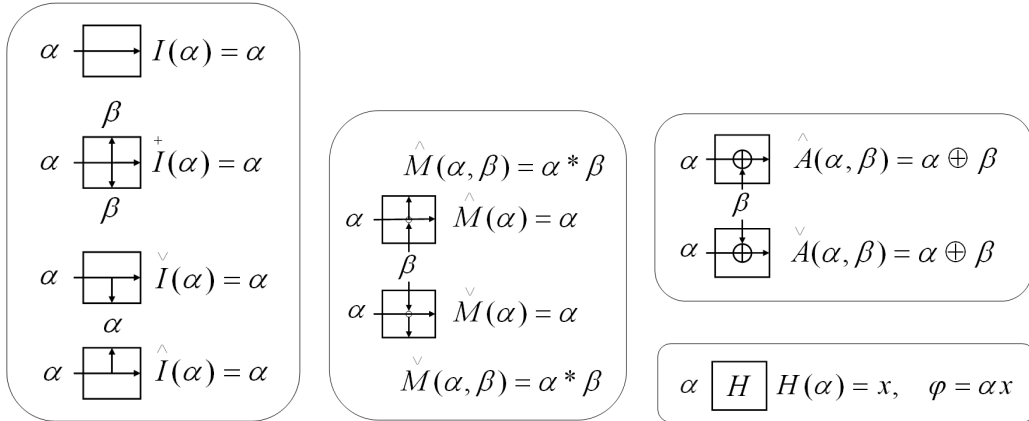 α I(α) = α
β
α +I(α) = α
β
α ˅I(α) = α
α
α ^I(α) = α
^M(α, β) = α * β
α ^M(α) = α
β
α ˅M(α) = α
˅M(α, β) = α * β
α ^A(α, β) = α ⊕ β
β
α ˅A(α, β) = α ⊕ β
α H H(α) = x, φ = αx